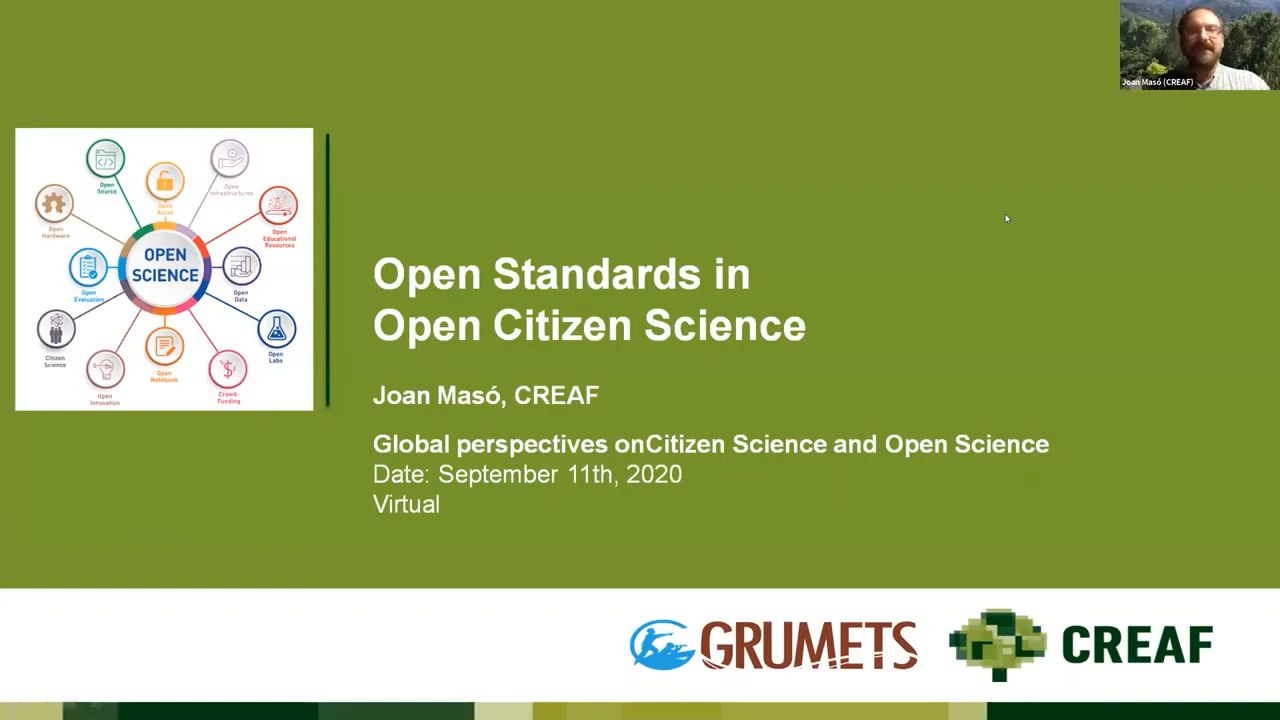 Joan Masó (CREAF)
Open
Source
Open
Acces
Open
Infrastructures
Open
Hardware
Open
Educational
Resources
OPEN
SCIENCE
Open
Evaluation
Open
Data
Citizen
Science
Open
Labs
Open
Innovation
Open
Notebook
Crowd-
Funding
Open Standards in
Open Citizen Science
Joan Masó, CREAF
Global perspectives onCitizen Science and Open Science
Date: September 11th, 2020
Virtual
GRUMETS
CREAF